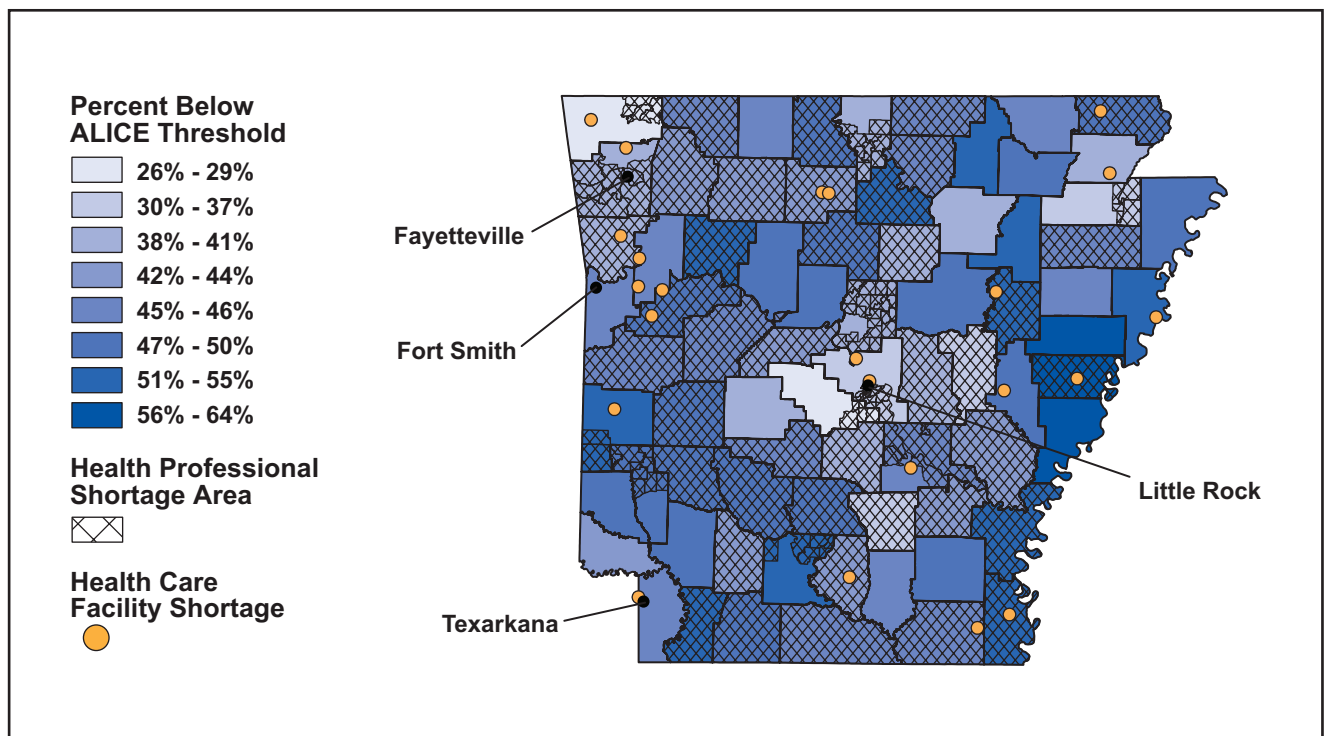 Percent Below
ALICE Threshold
26% - 29%
30% - 37%
38% - 41%
42% - 44%
45% - 46%
47% - 50%
51% - 55%
56% - 64%
Health Professional
Shortage Area
Health Care
Facility Shortage
Fayetteville
Fort Smith
Little Rock
Texarkana